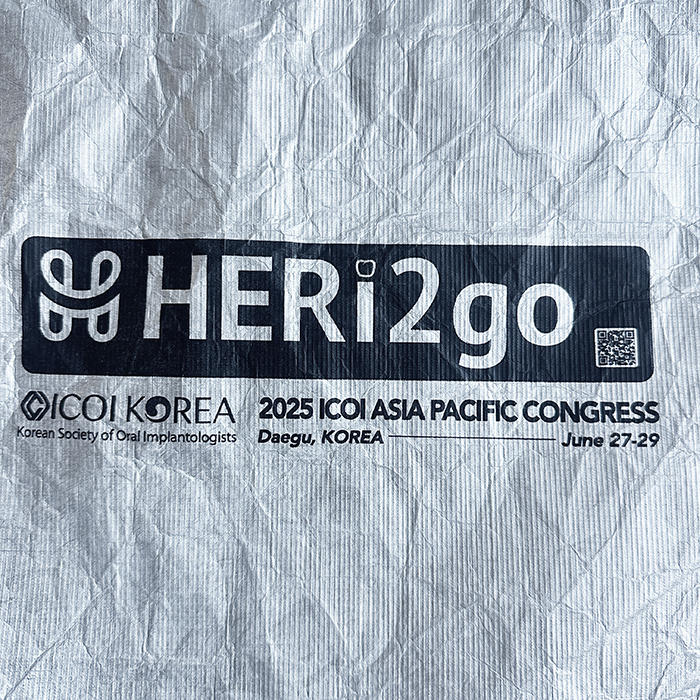 HERi2go
ICOI KOREA
Korean Society of Oral Implantologists
2025 ICOI ASIA PACIFIC CONGRESS
Daegu, KOREA June 27-29